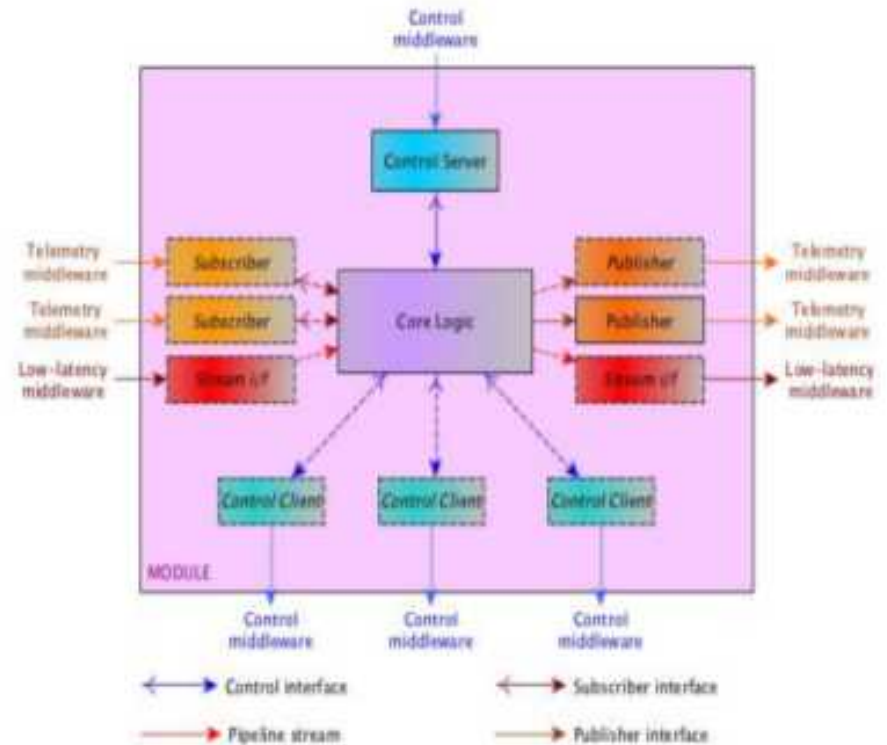 Control
middleware
Control Server
Telemetry
middleware
Subscriber
Publisher
Telemetry
middleware
Telemetry
middleware
Subscriber
Core Logic
Publisher
Telemetry
middleware
Low-latency
middleware
Stream I/F
Stream I/F
Low-latency
middleware
Control Client
Control Client
Control Client
MODULE
Control
middleware
Control
middleware
Control
middleware
Control interface
Subscriber interface
Pipeline stream
Publisher interface